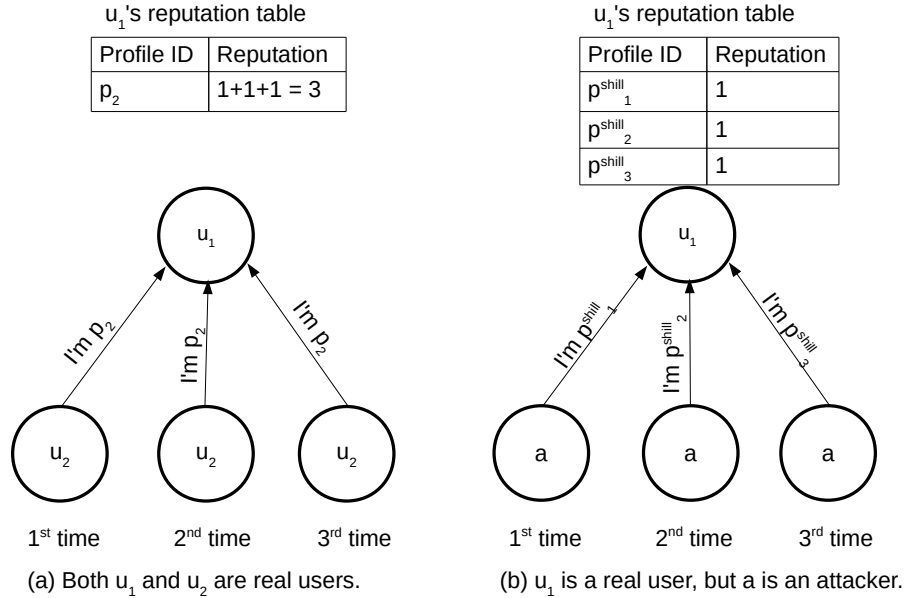 u₁'s reputation table
Profile ID Reputation
p₂ 1+1+1 = 3
u₁
I'm p₂
I'm p₂
I'm p₂
u₂
u₂
u₂
1ˢᵗ time
2ⁿᵈ time
3ʳᵈ time
(a) Both u₁ and u₂ are real users.
u₁'s reputation table
Profile ID Reputation
pˢʰⁱˡˡ₁ 1
pˢʰⁱˡˡ₂ 1
pˢʰⁱˡˡ₃ 1
u₁
I'm pˢʰⁱˡˡ₁
I'm pˢʰⁱˡˡ₂
I'm pˢʰⁱˡˡ₃
a
a
a
1ˢᵗ time
2ⁿᵈ time
3ʳᵈ time
(b) u₁ is a real user, but a is an attacker.